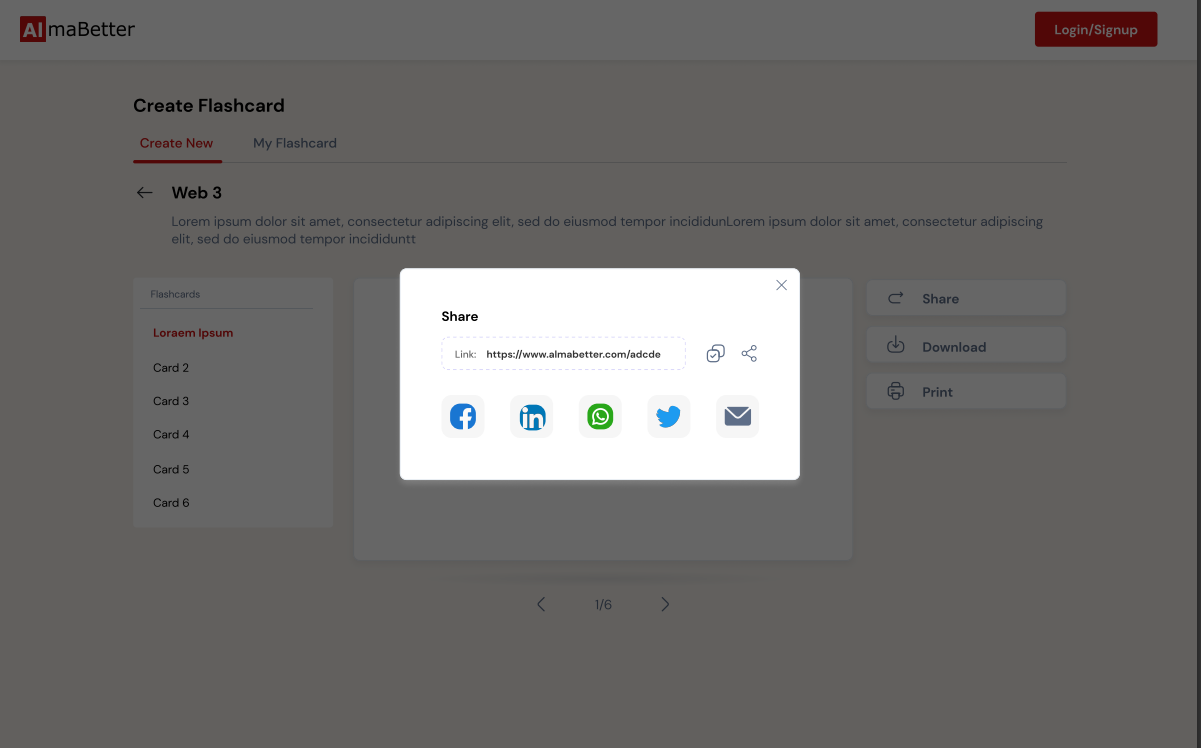 AlmaBetter
Login/Signup
Create Flashcard
Create New
My Flashcard
Web 3
Lorem ipsum dolor sit amet, consectetur adipiscing elit, sed do eiusmod tempor incididunLorem ipsum dolor sit amet, consectetur adipiscing
elit, sed do eiusmod tempor incididuntt
Flashcards
Loraem Ipsum
Card 2
Card 3
Card 4
Card 5
Card 6
Share
Link: https://www.almabetter.com/adcde
in
Share
Download
Print
1/6